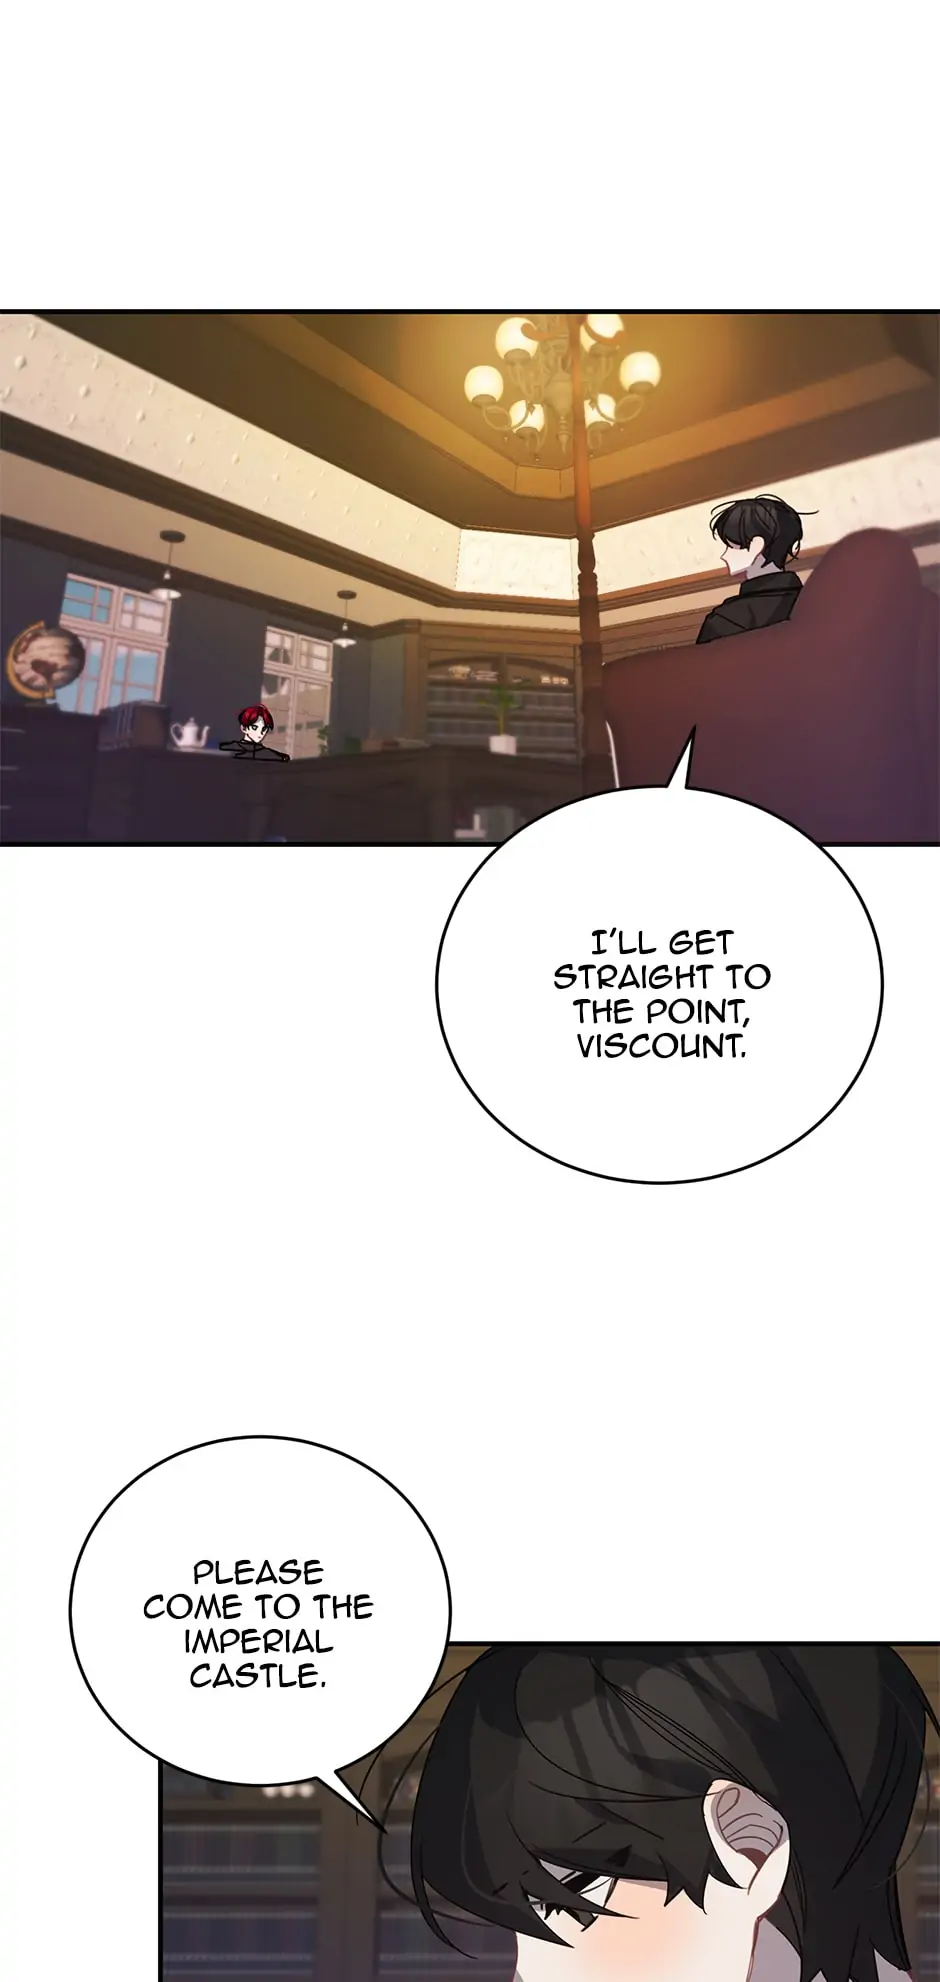 I'LL GET
STRAIGHT TO
THE POINT,
VISCOUNT.
PLEASE
COME TO THE
IMPERIAL
CASTLE.